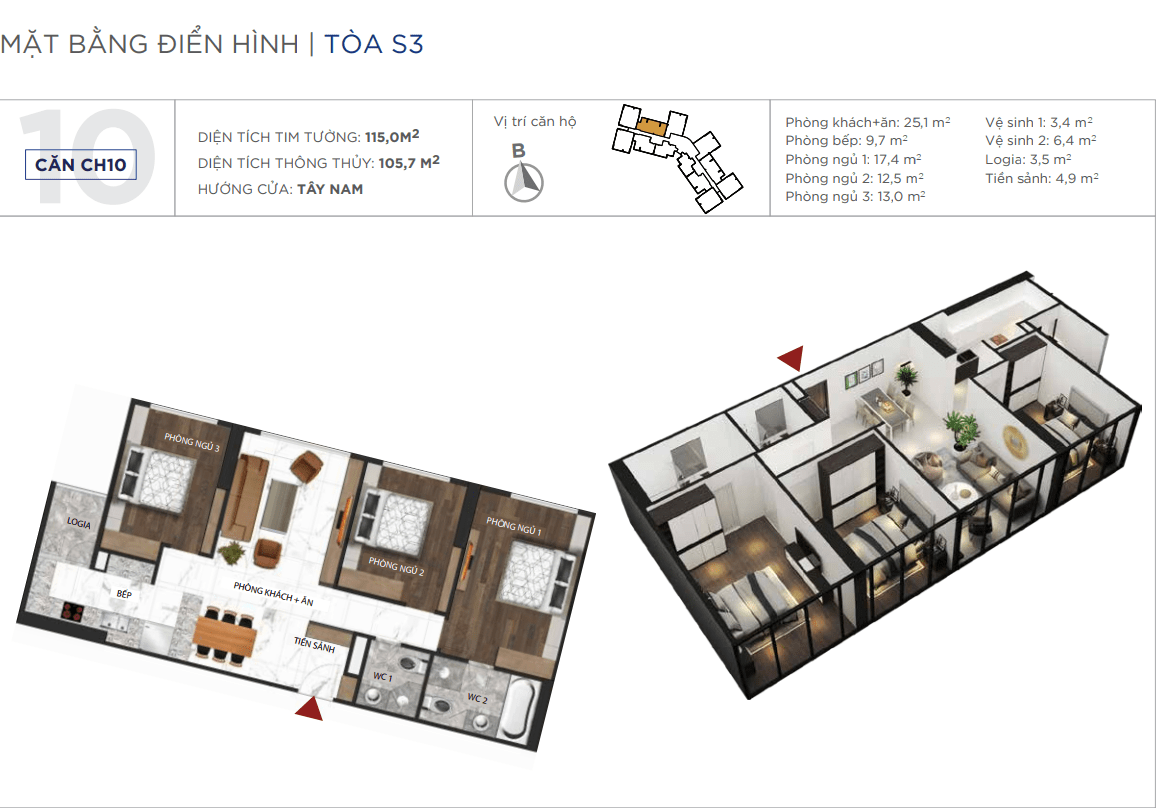 MẶT BẰNG ĐIỂN HÌNH | TÒA S3
10
CĂN CH10
DIỆN TÍCH TIM TƯỜNG: 115,0M²
DIỆN TÍCH THÔNG THỦY: 105,7 M²
HƯỚNG CỬA: TÂY NAM
Vị trí căn hộ
B
Phòng khách+ăn: 25,1 m²
Phòng bếp: 9,7 m²
Phòng ngủ 1: 17,4 m²
Phòng ngủ 2: 12,5 m²
Phòng ngủ 3: 13,0 m²
Vệ sinh 1: 3,4 m²
Vệ sinh 2: 6,4 m²
Logia: 3,5 m²
Tiền sảnh: 4,9 m²
PHÒNG NGỦ 3
LOGIA
PHÒNG NGỦ 1
PHÒNG NGỦ 2
BẾP
PHÒNG KHÁCH + ĂN
TIỀN SẢNH
WC 1
WC 2